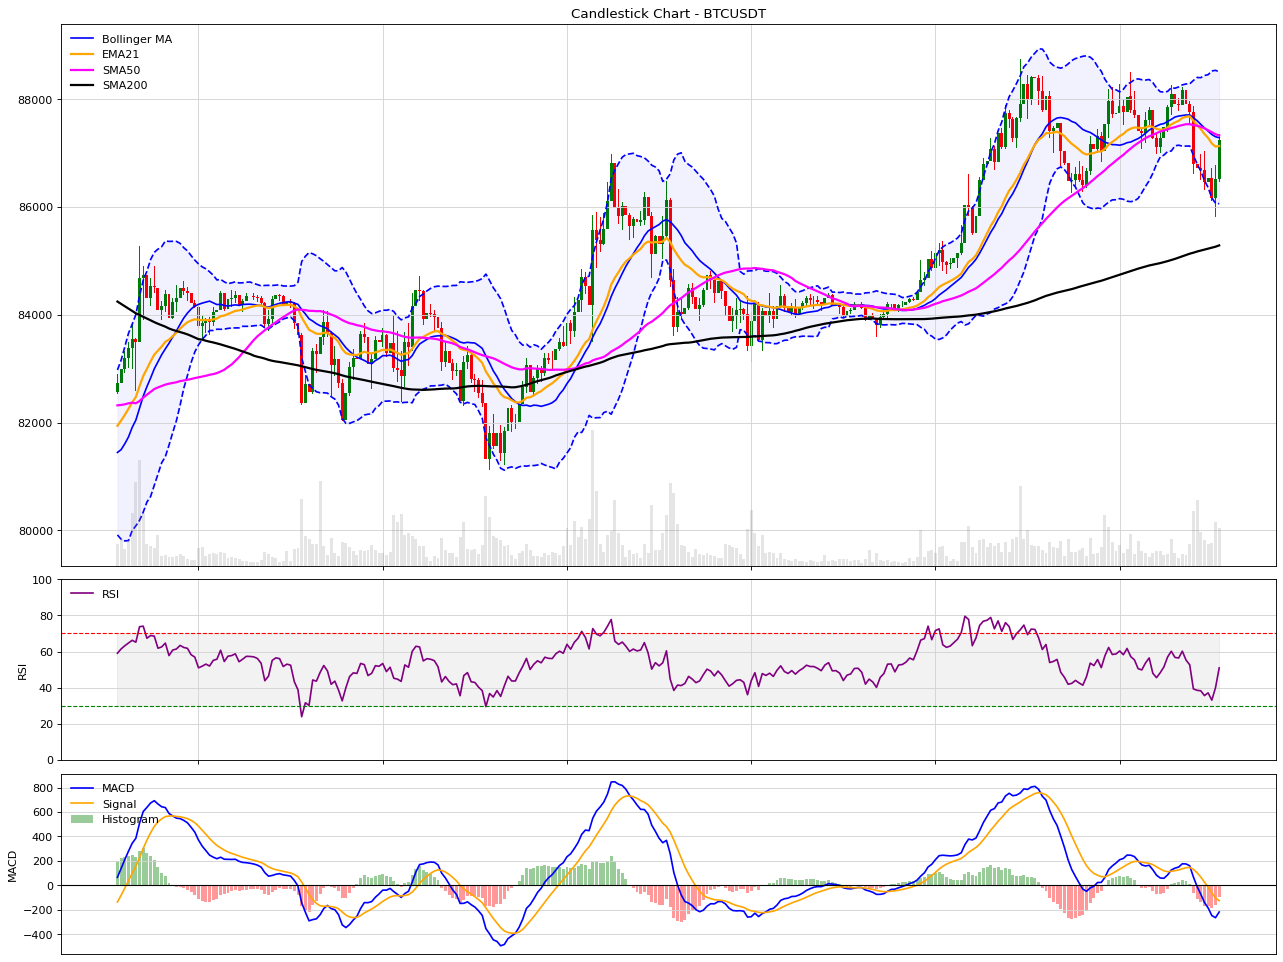 Candlestick Chart - BTCUSDT
Bollinger MA
EMA21
SMA50
SMA200
88000
86000
84000
82000
80000
RSI
100
80
60
40
20
0
RSI
MACD
Signal
Histogram
800
600
400
200
0
−200
−400
MACD